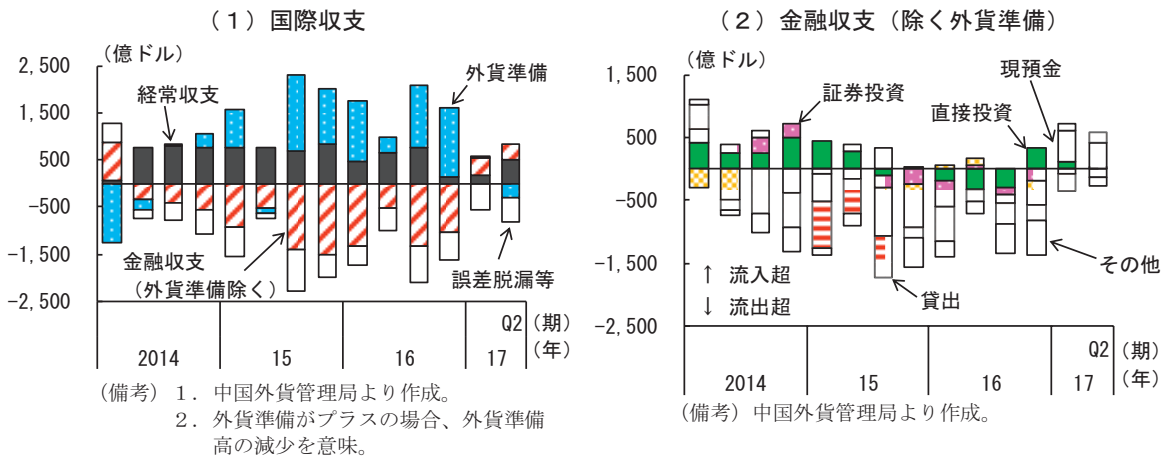 （１）国際収支
（億ドル）
2,500
1,500
500
-500
-1,500
-2,500
経常収支
外貨準備
金融収支
（外貨準備除く）
誤差脱漏等
Q2
（期）
2014
15
16
17
（年）
（備考）１．中国外貨管理局より作成。
２．外貨準備がプラスの場合、外貨準備
高の減少を意味。
（２）金融収支（除く外貨準備）
（億ドル）
1,500
500
-500
-1,500
-2,500
証券投資
現預金
直接投資
その他
貸出
↑ 流入超
↓ 流出超
Q2
（期）
2014
15
16
17
（年）
（備考）中国外貨管理局より作成。